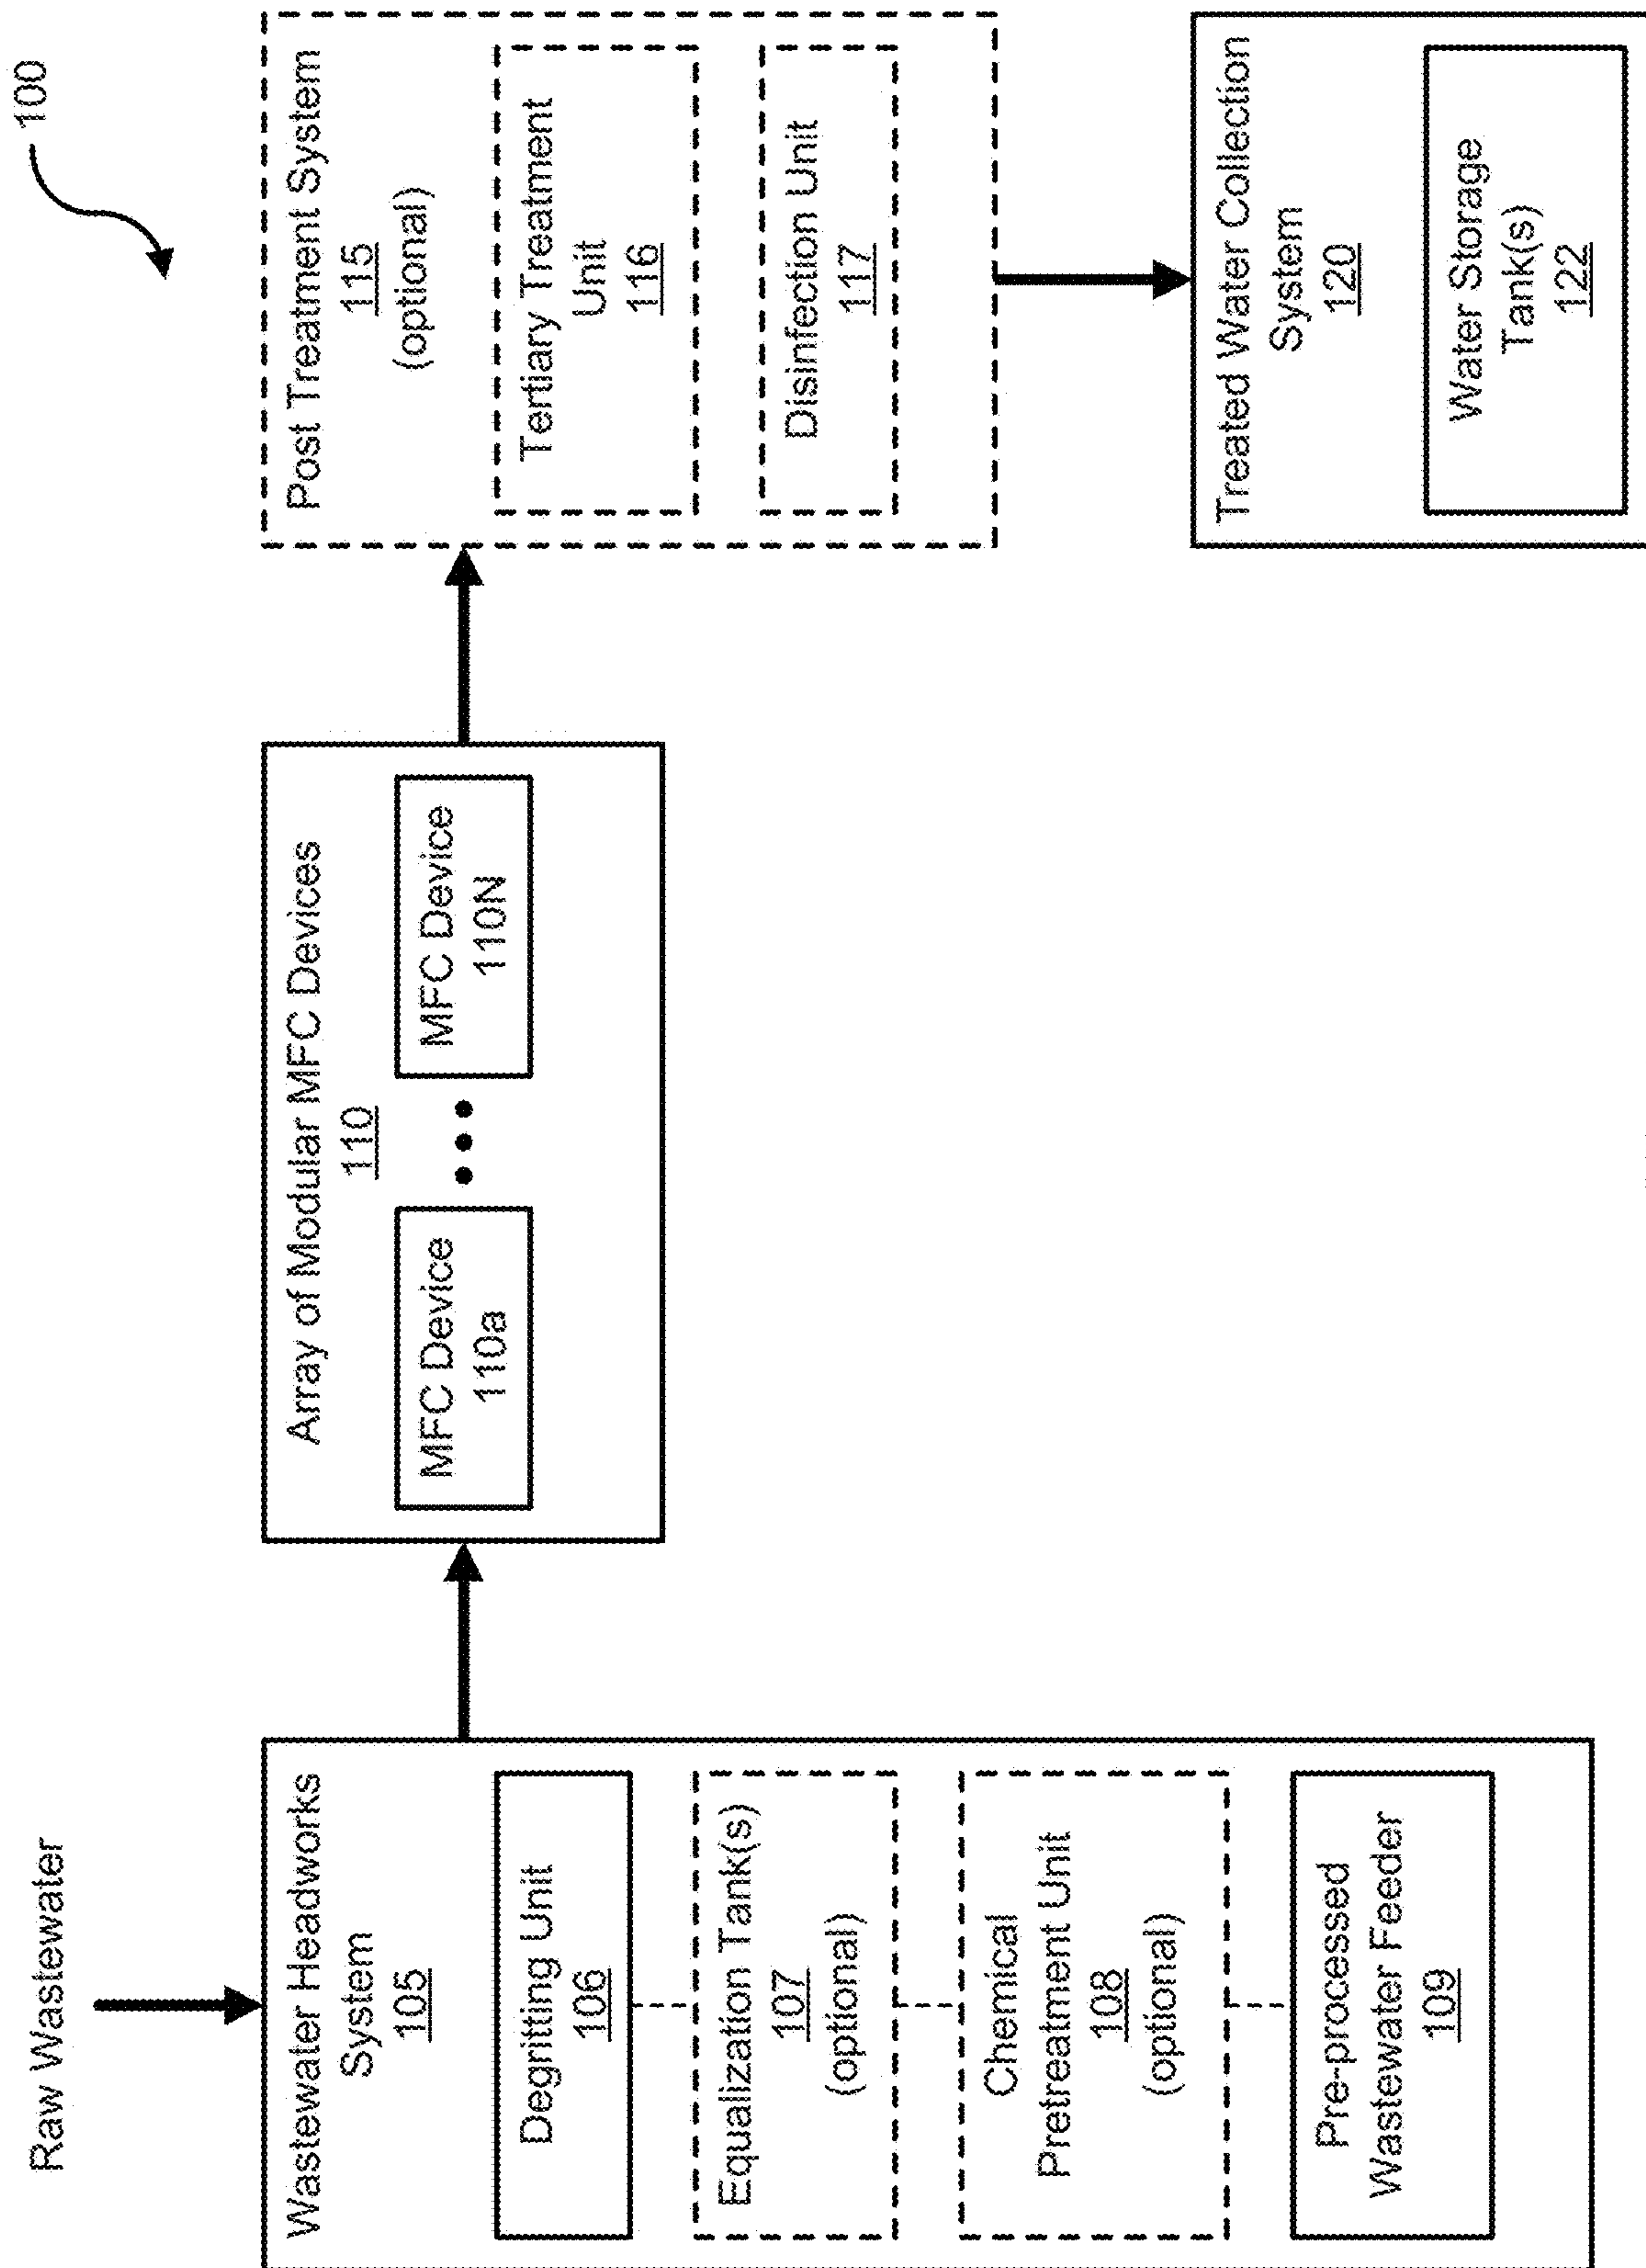 100
Raw Wastewater
Wastewater Headworks
System
105
Degritting Unit
106
Equalization Tank(s)
107
(optional)
Chemical
Pretreatment Unit
108
(optional)
Pre-processed
Wastewater Feeder
109
Array of Modular MFC Devices
110
MFC Device
110a
MFC Device
110N
Post Treatment System
115
(optional)
Tertiary Treatment
Unit
116
Disinfection Unit
117
Treated Water Collection
System
120
Water Storage
Tank(s)
122